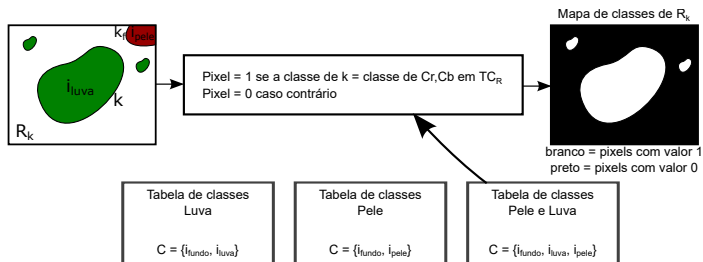 Mapa de classes de Rk
kf ipele
iluva
k
Rk
Pixel = 1 se a classe de k = classe de Cr,Cb em TCR
Pixel = 0 caso contrário
branco = pixels com valor 1
preto = pixels com valor 0
Tabela de classes
Luva
C = {ifundo, iluva}
Tabela de classes
Pele
C = {ifundo, ipele}
Tabela de classes
Pele e Luva
C = {ifundo, iluva, ipele}